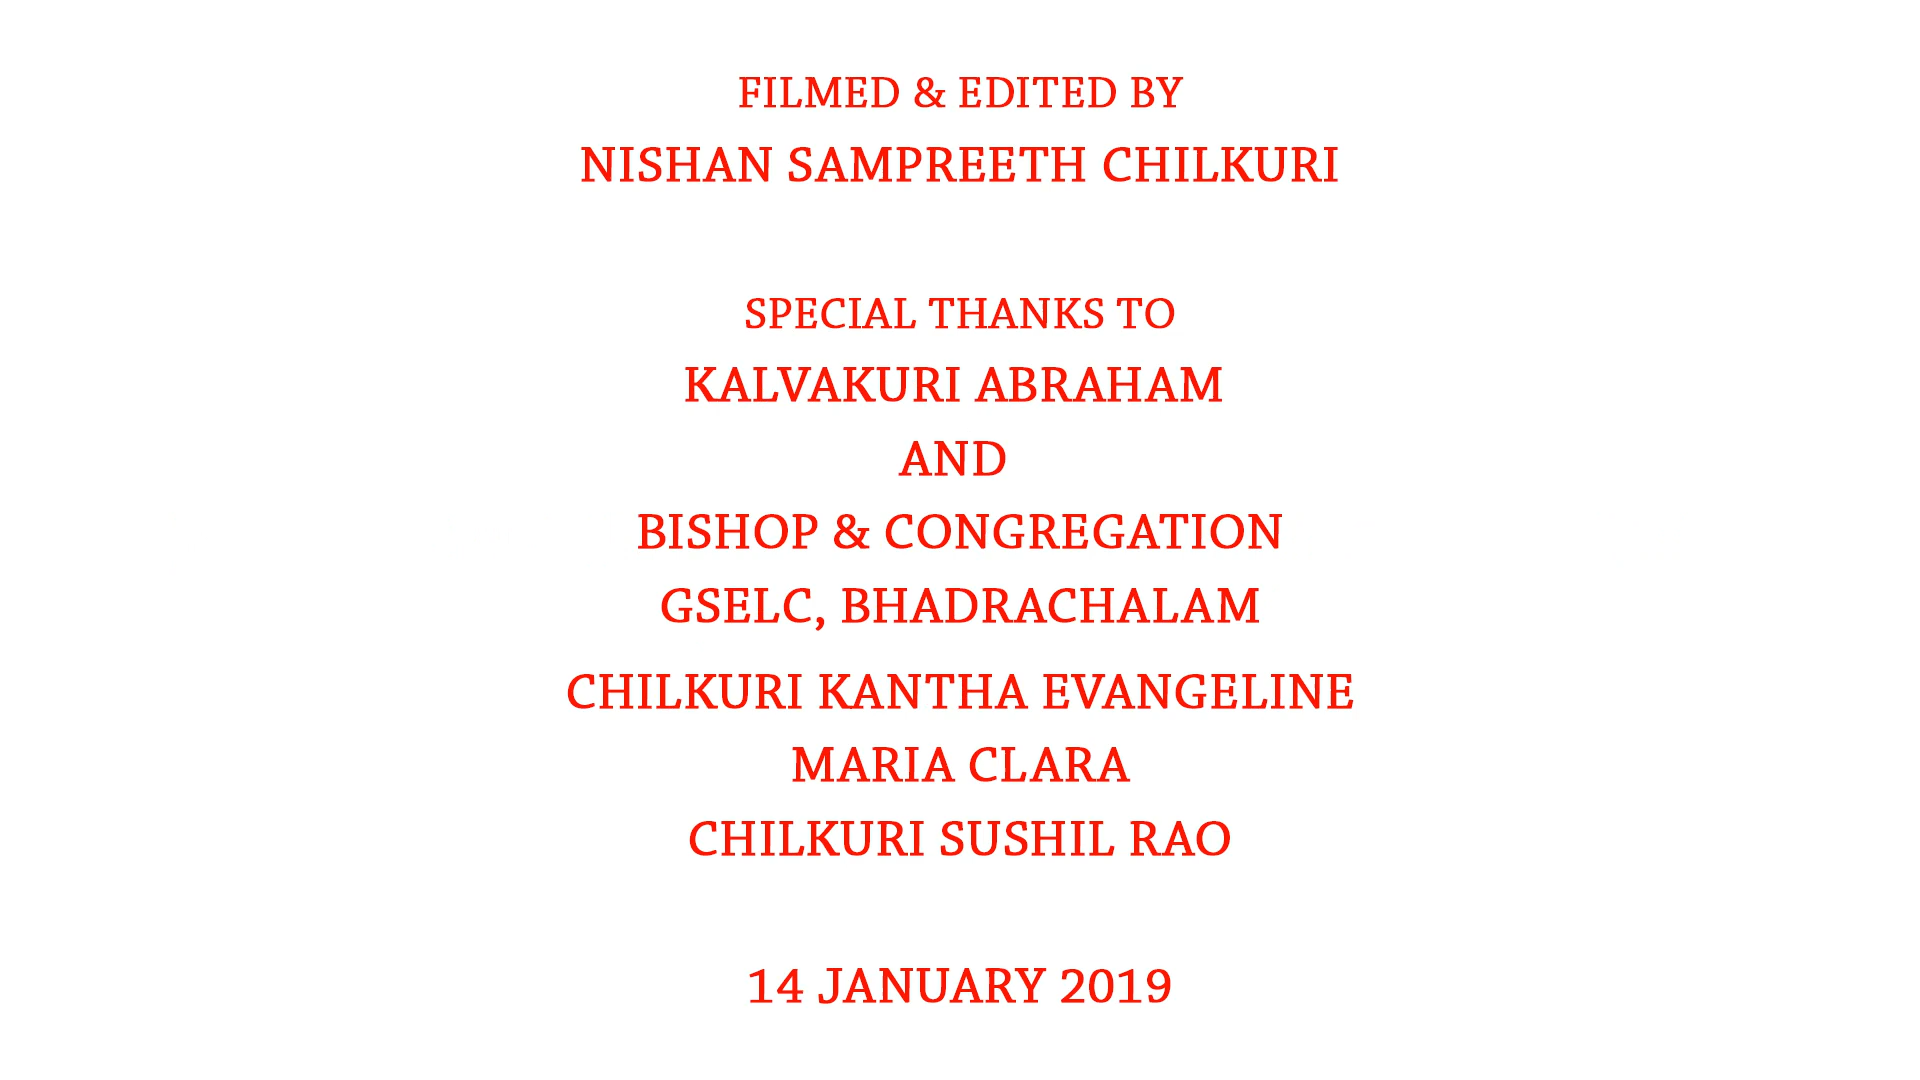 FILMED & EDITED BY
NISHAN SAMPREETH CHILKURI
SPECIAL THANKS TO
KALVAKURI ABRAHAM
AND
BISHOP & CONGREGATION
GSELC, BHADRACHALAM
CHILKURI KANTHA EVANGELINE
MARIA CLARA
CHILKURI SUSHIL RAO
14 JANUARY 2019